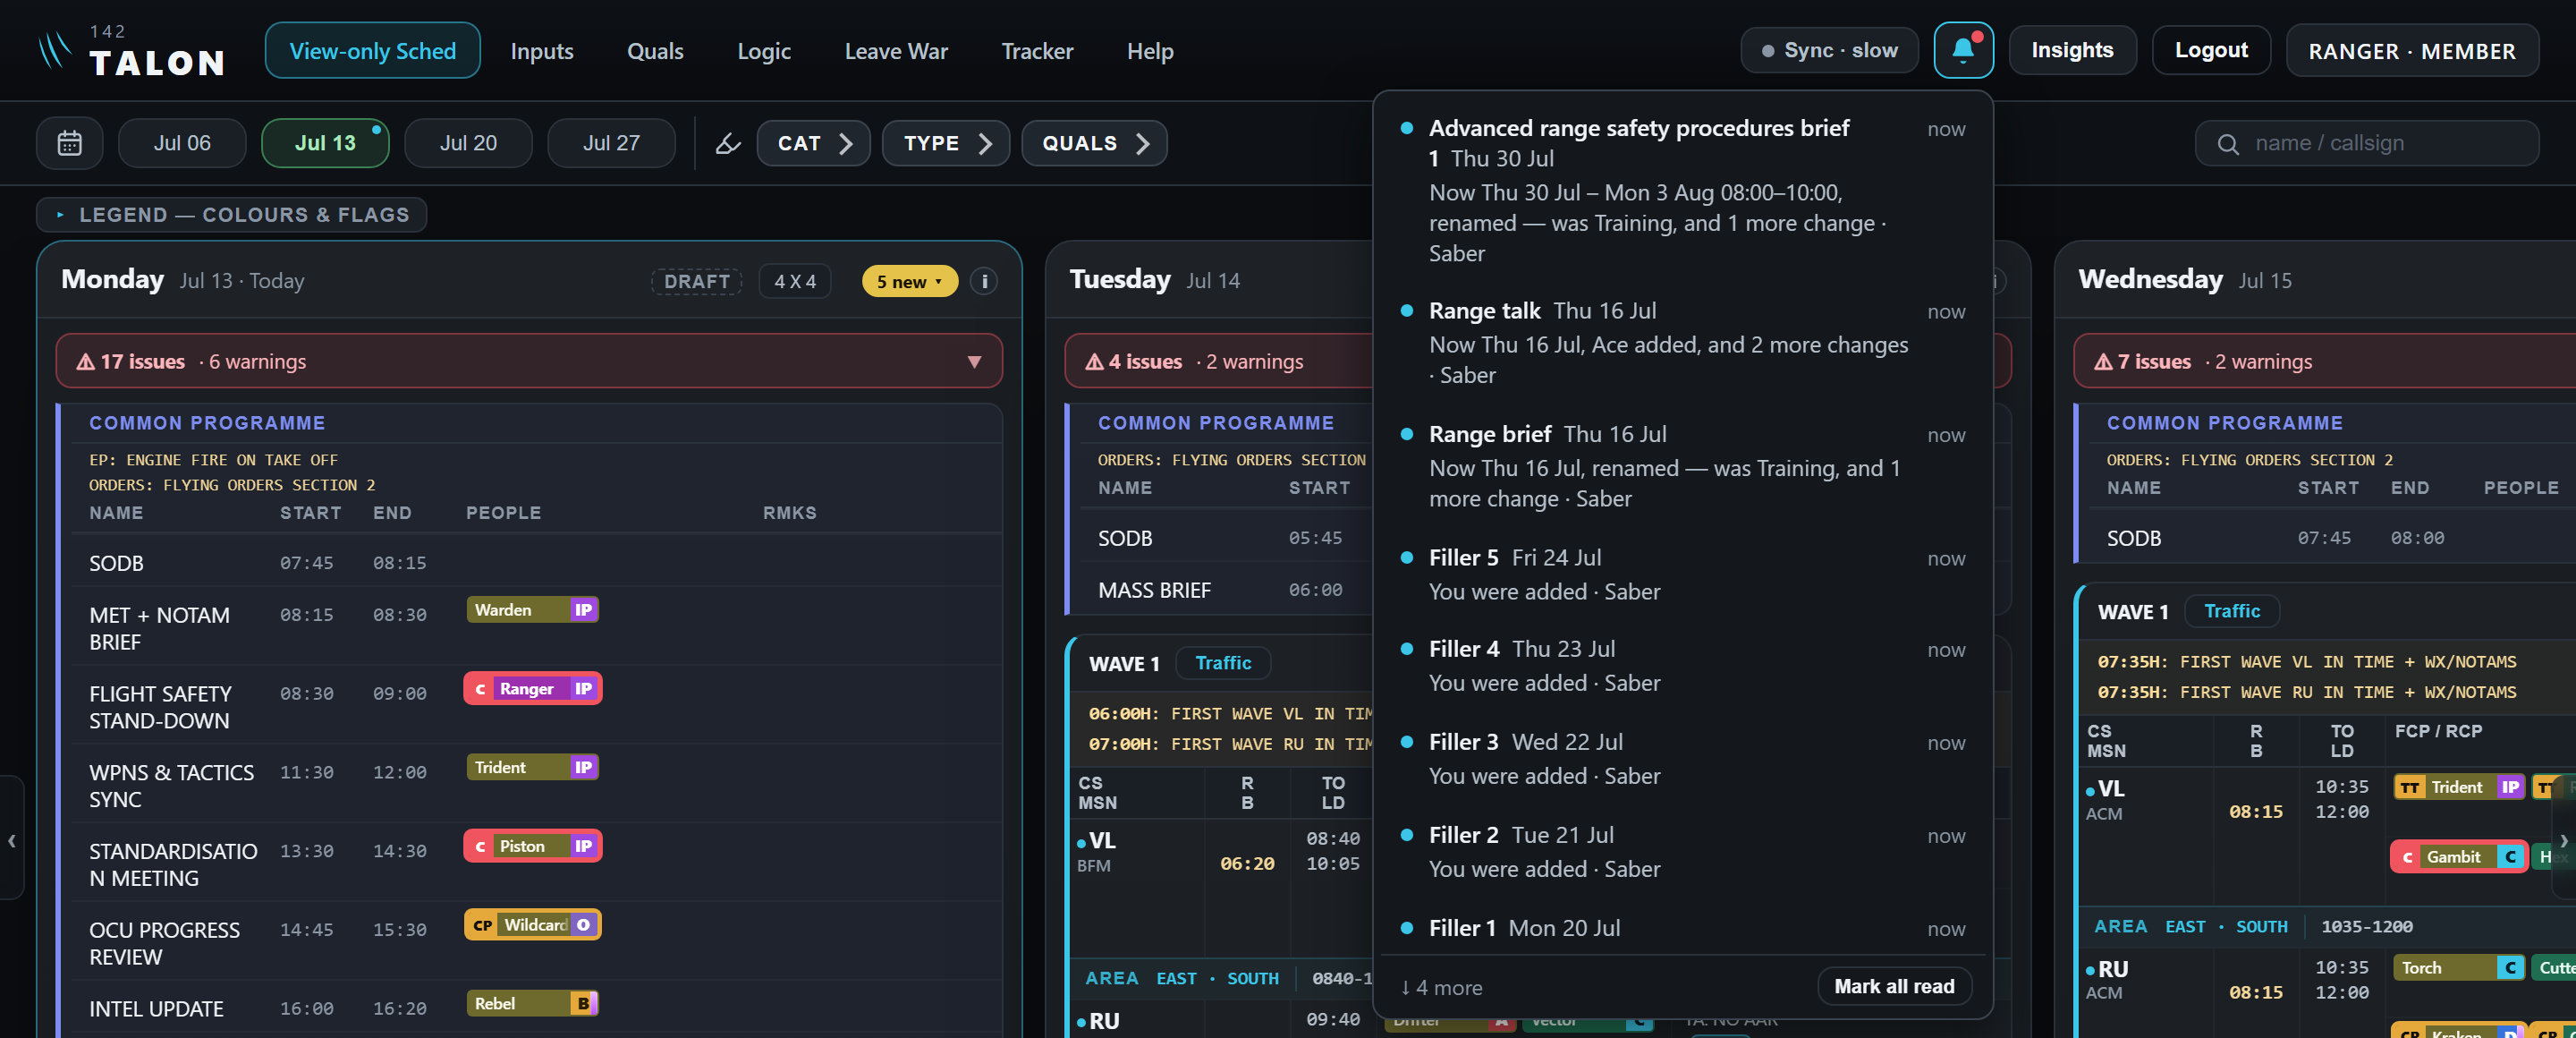 142
TALON
View-only Sched
Inputs
Quals
Logic
Leave War
Tracker
Help
Sync · slow
Insights
Logout
RANGER · MEMBER
Jul 06
Jul 13
Jul 20
Jul 27
CAT
TYPE
QUALS
name / callsign
LEGEND — COLOURS & FLAGS
Monday Jul 13 · Today
DRAFT
4 X 4
5 new
i
17 issues · 6 warnings
COMMON PROGRAMME
EP: ENGINE FIRE ON TAKE OFF
ORDERS: FLYING ORDERS SECTION 2
NAME START END PEOPLE RMKS
SODB 07:45 08:15
MET + NOTAM 08:15 08:30 Warden IP
BRIEF
FLIGHT SAFETY 08:30 09:00 C Ranger IP
STAND-DOWN
WPNS & TACTICS 11:30 12:00 Trident IP
SYNC
STANDARDISATIO 13:30 14:30 C Piston IP
N MEETING
OCU PROGRESS 14:45 15:30 CP Wildcard O
REVIEW
INTEL UPDATE 16:00 16:20 Rebel B
Tuesday Jul 14
4 issues · 2 warnings
COMMON PROGRAMME
ORDERS: FLYING ORDERS SECTION
NAME START
SODB 05:45
MASS BRIEF 06:00
WAVE 1 Traffic
06:00H: FIRST WAVE VL IN TIM
07:00H: FIRST WAVE RU IN TIM
CS R TO
MSN B LD
VL 08:40
BFM 06:20 10:05
AREA EAST · SOUTH 0840-1
RU 09:40
Advanced range safety procedures brief now
1 Thu 30 Jul
Now Thu 30 Jul – Mon 3 Aug 08:00–10:00,
renamed — was Training, and 1 more change ·
Saber
Range talk Thu 16 Jul now
Now Thu 16 Jul, Ace added, and 2 more changes
· Saber
Range brief Thu 16 Jul now
Now Thu 16 Jul, renamed — was Training, and 1
more change · Saber
Filler 5 Fri 24 Jul now
You were added · Saber
Filler 4 Thu 23 Jul now
You were added · Saber
Filler 3 Wed 22 Jul now
You were added · Saber
Filler 2 Tue 21 Jul now
You were added · Saber
Filler 1 Mon 20 Jul now
↓ 4 more
Mark all read
Wednesday Jul 15
7 issues · 2 warnings
COMMON PROGRAMME
ORDERS: FLYING ORDERS SECTION 2
NAME START END PEOPLE
SODB 07:45 08:00
WAVE 1 Traffic
07:35H: FIRST WAVE VL IN TIME + WX/NOTAMS
07:35H: FIRST WAVE RU IN TIME + WX/NOTAMS
CS R TO FCP / RCP
MSN B LD
VL 10:35 TT Trident IP
ACM 08:15 12:00
C Gambit C
AREA EAST · SOUTH 1035-1200
RU 10:35 Torch C
ACM 08:15 12:00